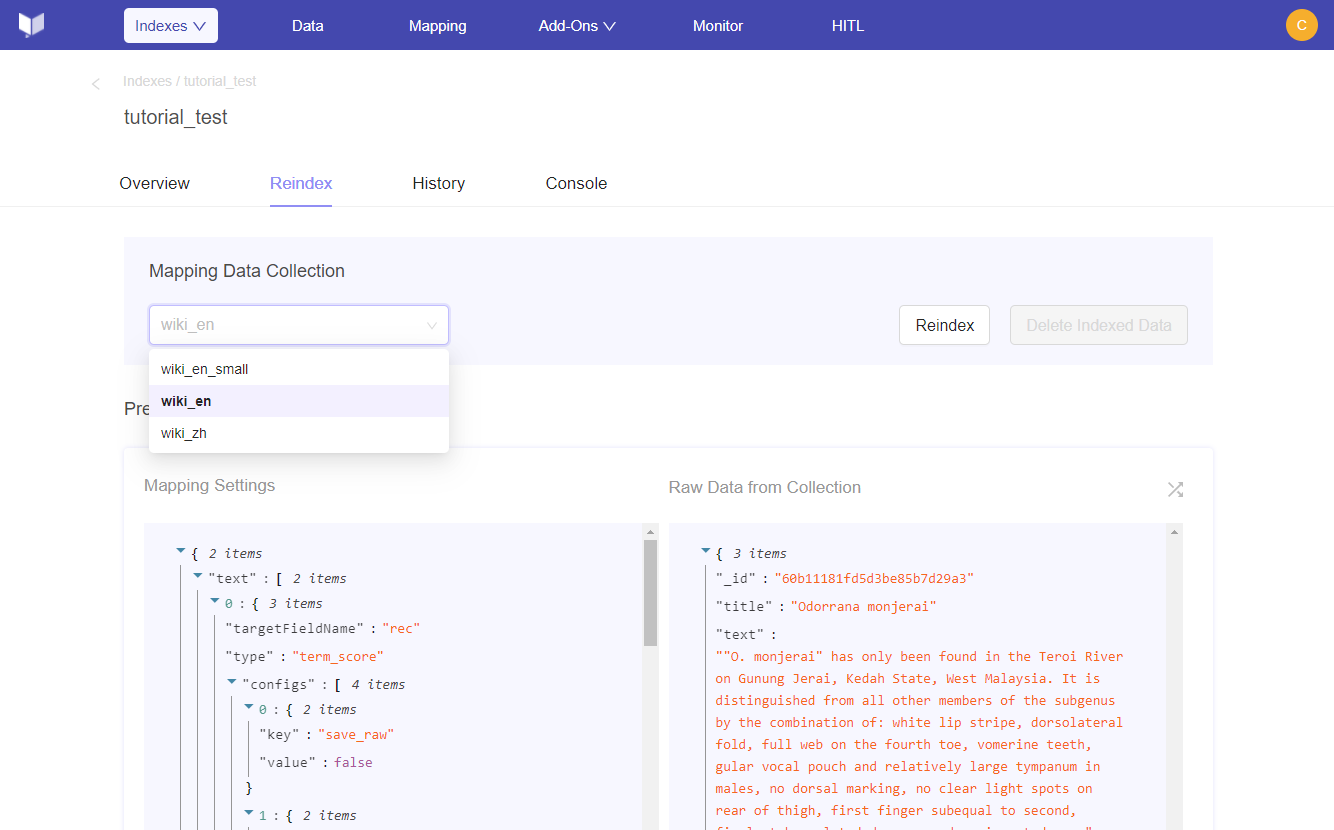 Indexes Data Mapping Add-Ons Monitor HITL C
Indexes / tutorial_test
tutorial_test
Overview Reindex History Console
Mapping Data Collection
wiki_en Reindex Delete Indexed Data
wiki_en_small
wiki_en
wiki_zh
Mapping Settings
{ 2 items
"text" : [ 2 items
0 : { 3 items
"targetFieldName" : "rec"
"type" : "term_score"
"configs" : [ 4 items
0 : { 2 items
"key" : "save_raw"
"value" : false
}
1 : { 2 items
Raw Data from Collection
{ 3 items
"_id" : "60b11181fd5d3be85b7d29a3"
"title" : "Odorrana monjerai"
"text" :
""O. monjerai" has only been found in the Teroi River
on Gunung Jerai, Kedah State, West Malaysia. It is
distinguished from all other members of the subgenus
by the combination of: white lip stripe, dorsolateral
fold, full web on the fourth toe, vomerine teeth,
gular vocal pouch and relatively large tympanum in
males, no dorsal marking, no clear light spots on
rear of thigh, first finger subequal to second,